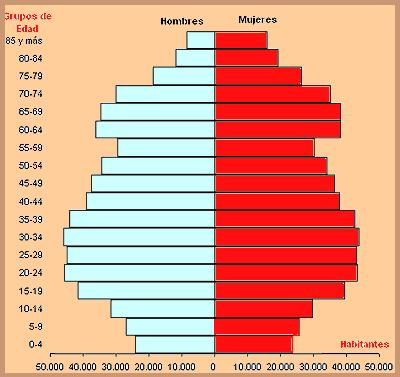 Grupos de
Edad
Hombres
Mujeres
85 y más
80-84
75-79
70-74
65-69
60-64
55-59
50-54
45-49
40-44
35-39
30-34
25-29
20-24
15-19
10-14
5-9
0-4
Habitantes
50.000 40.000 30.000 20.000 10.000 0 10.000 20.000 30.000 40.000 50.000